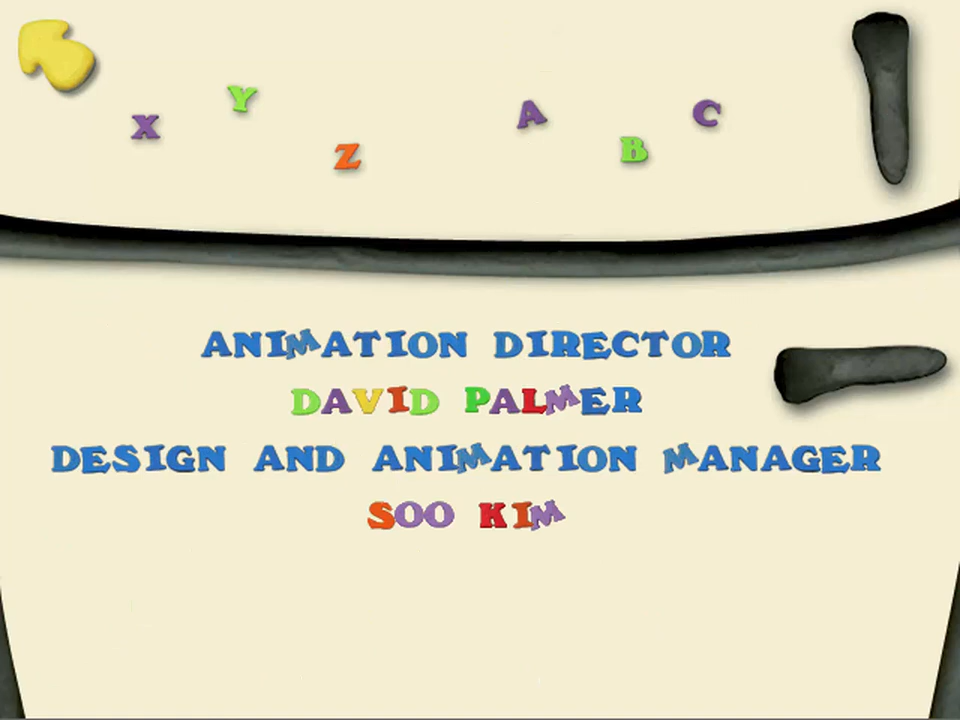 X Y Z A B C
ANIMATION DIRECTOR
DAVID PALMER
DESIGN AND ANIMATION MANAGER
SOO KIM